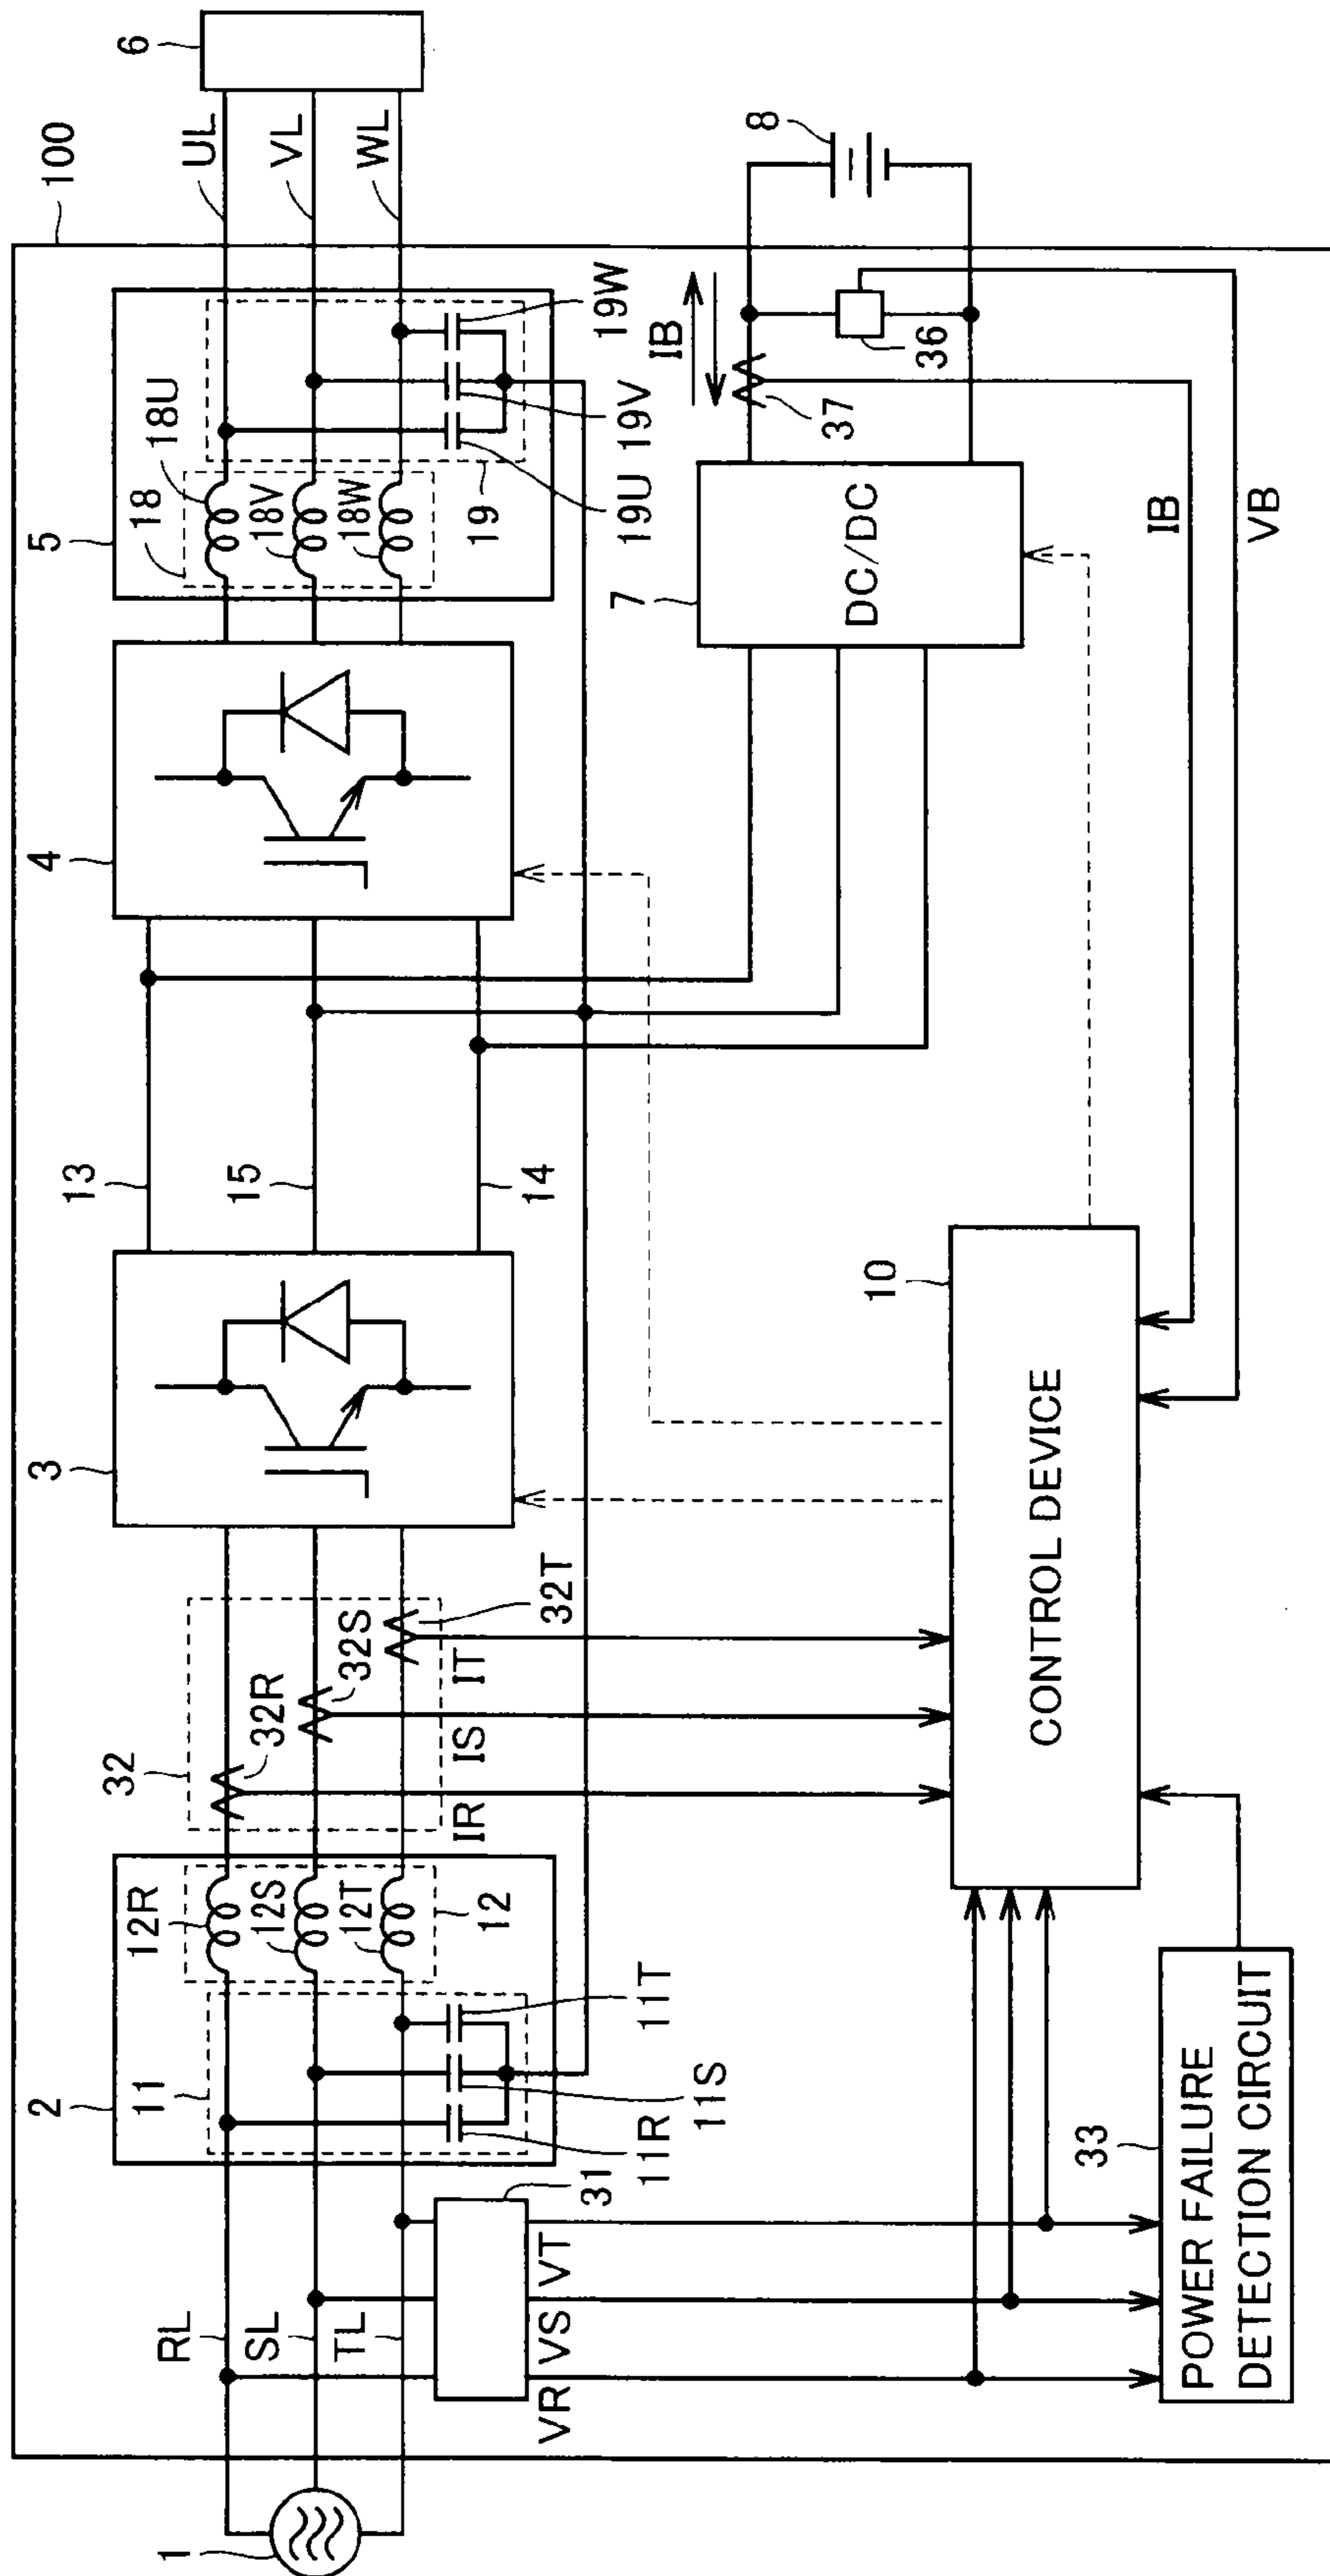 100
1
RL
SL
TL
31
VR
VS
VT
2
11
11R
11S
11T
12R
12S
12T
12
32
32R
32S
32T
IR
IS
IT
3
13
15
14
4
5
18
18U
18V
18W
19
19U
19V
19W
UL
VL
WL
6
7
DC/DC
IB
37
36
8
IB
VB
10
CONTROL DEVICE
33
POWER FAILURE
DETECTION CIRCUIT